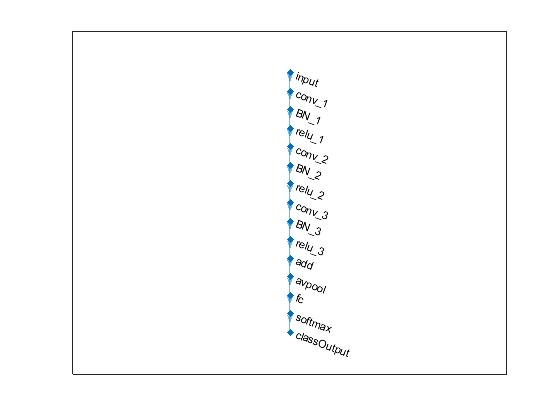 input
conv_1
BN_1
relu_1
conv_2
BN_2
relu_2
conv_3
BN_3
relu_3
add
avpool
fc
softmax
classOutput